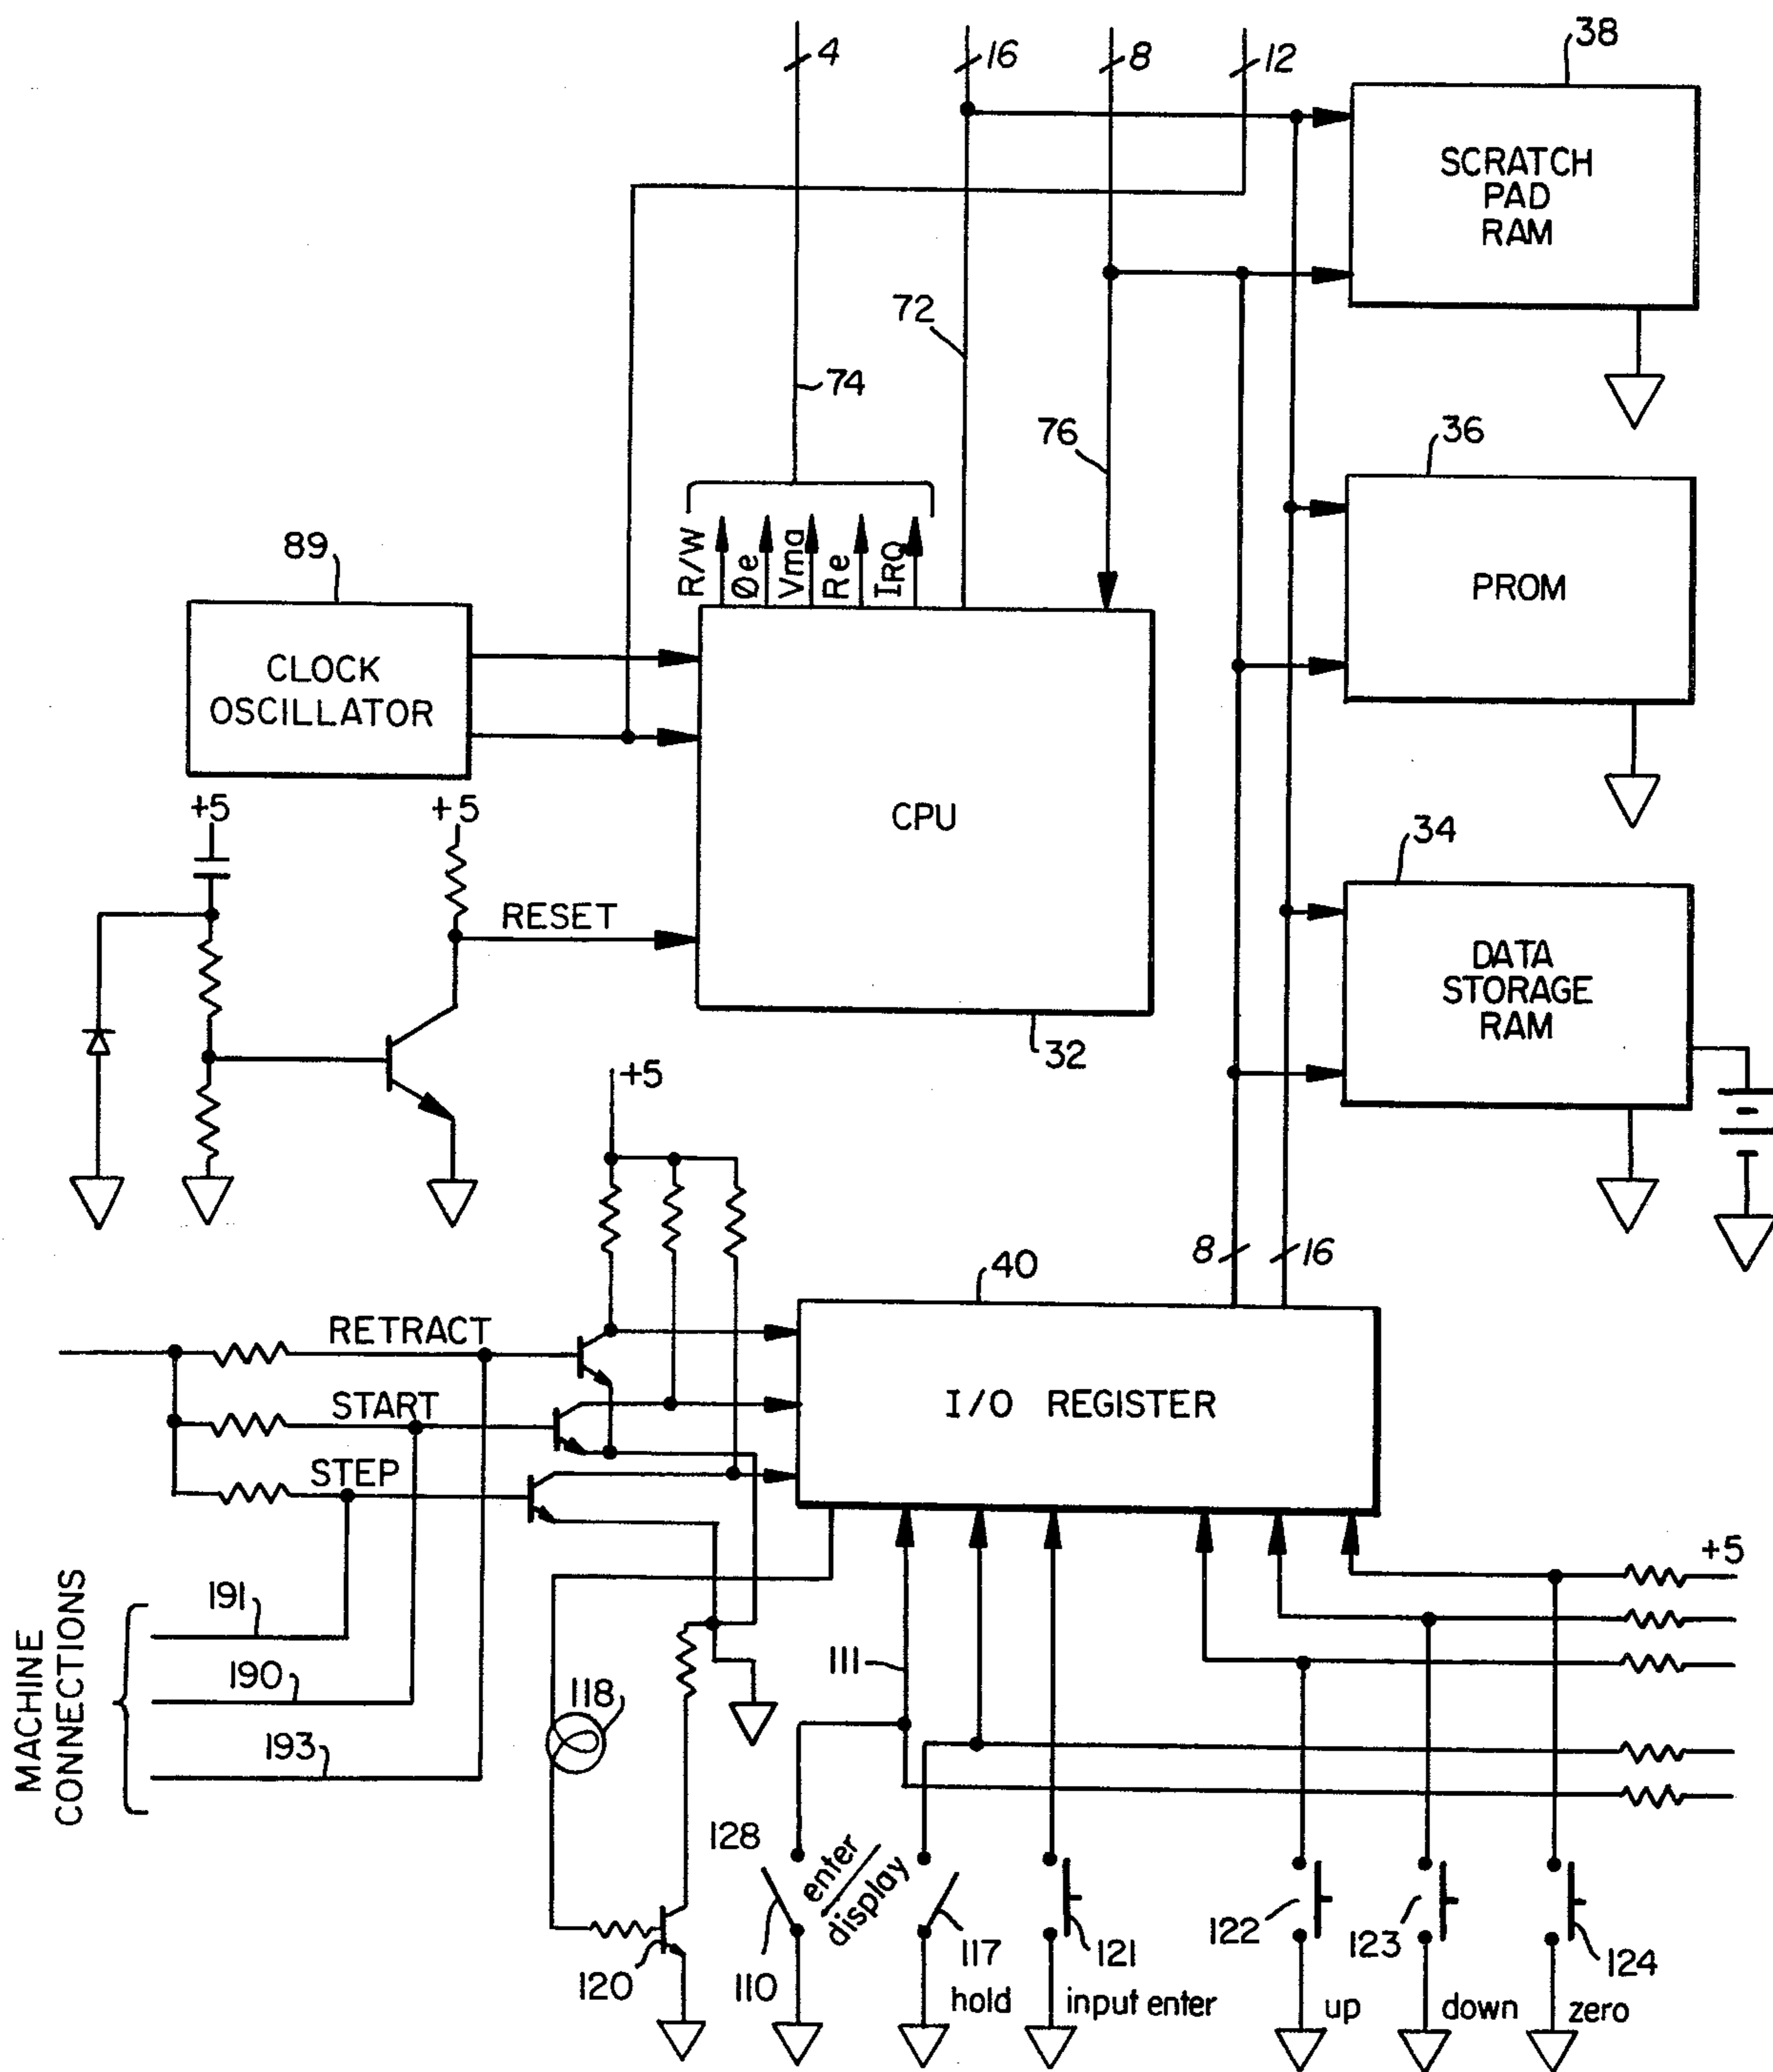 4
16
8
12
38
SCRATCH
PAD
RAM
72
74
76
36
PROM
R/W
Øe
Vma
Re
IRQ
89
CLOCK
OSCILLATOR
CPU
32
+5
+5
RESET
34
DATA
STORAGE
RAM
+5
8
16
40
I/O REGISTER
RETRACT
START
STEP
MACHINE
CONNECTIONS
191
190
193
118
111
+5
128
enter
display
110
117
hold
120
121
input enter
122
up
123
down
124
zero